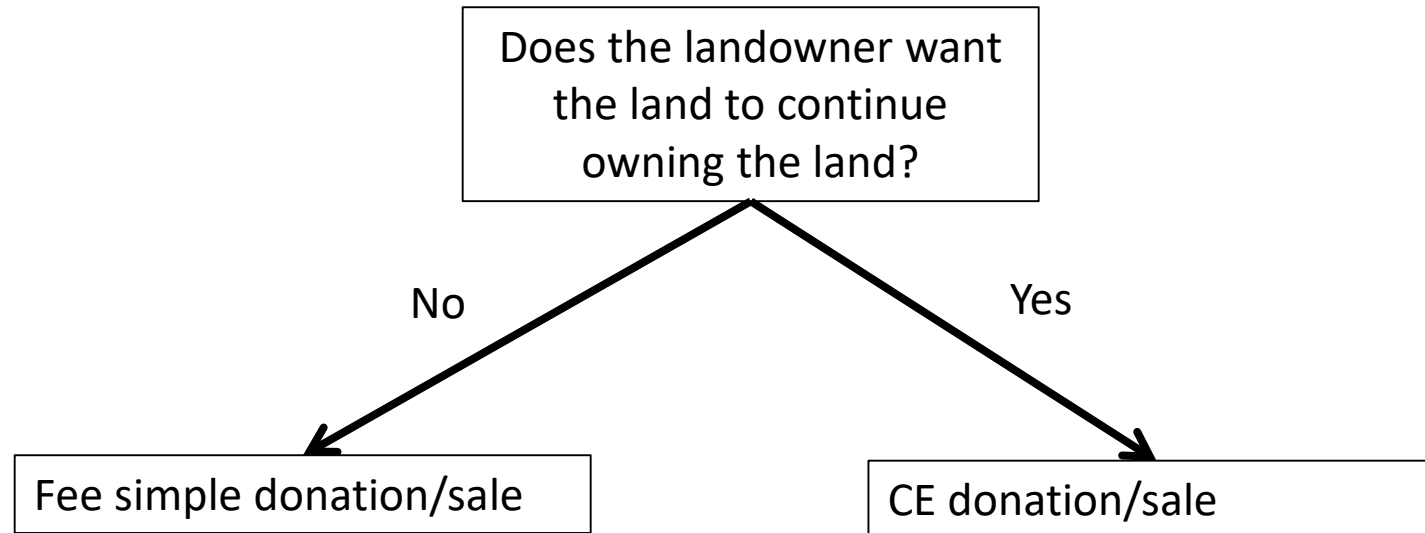 Does the landowner want
the land to continue
owning the land?
No
Yes
Fee simple donation/sale
CE donation/sale